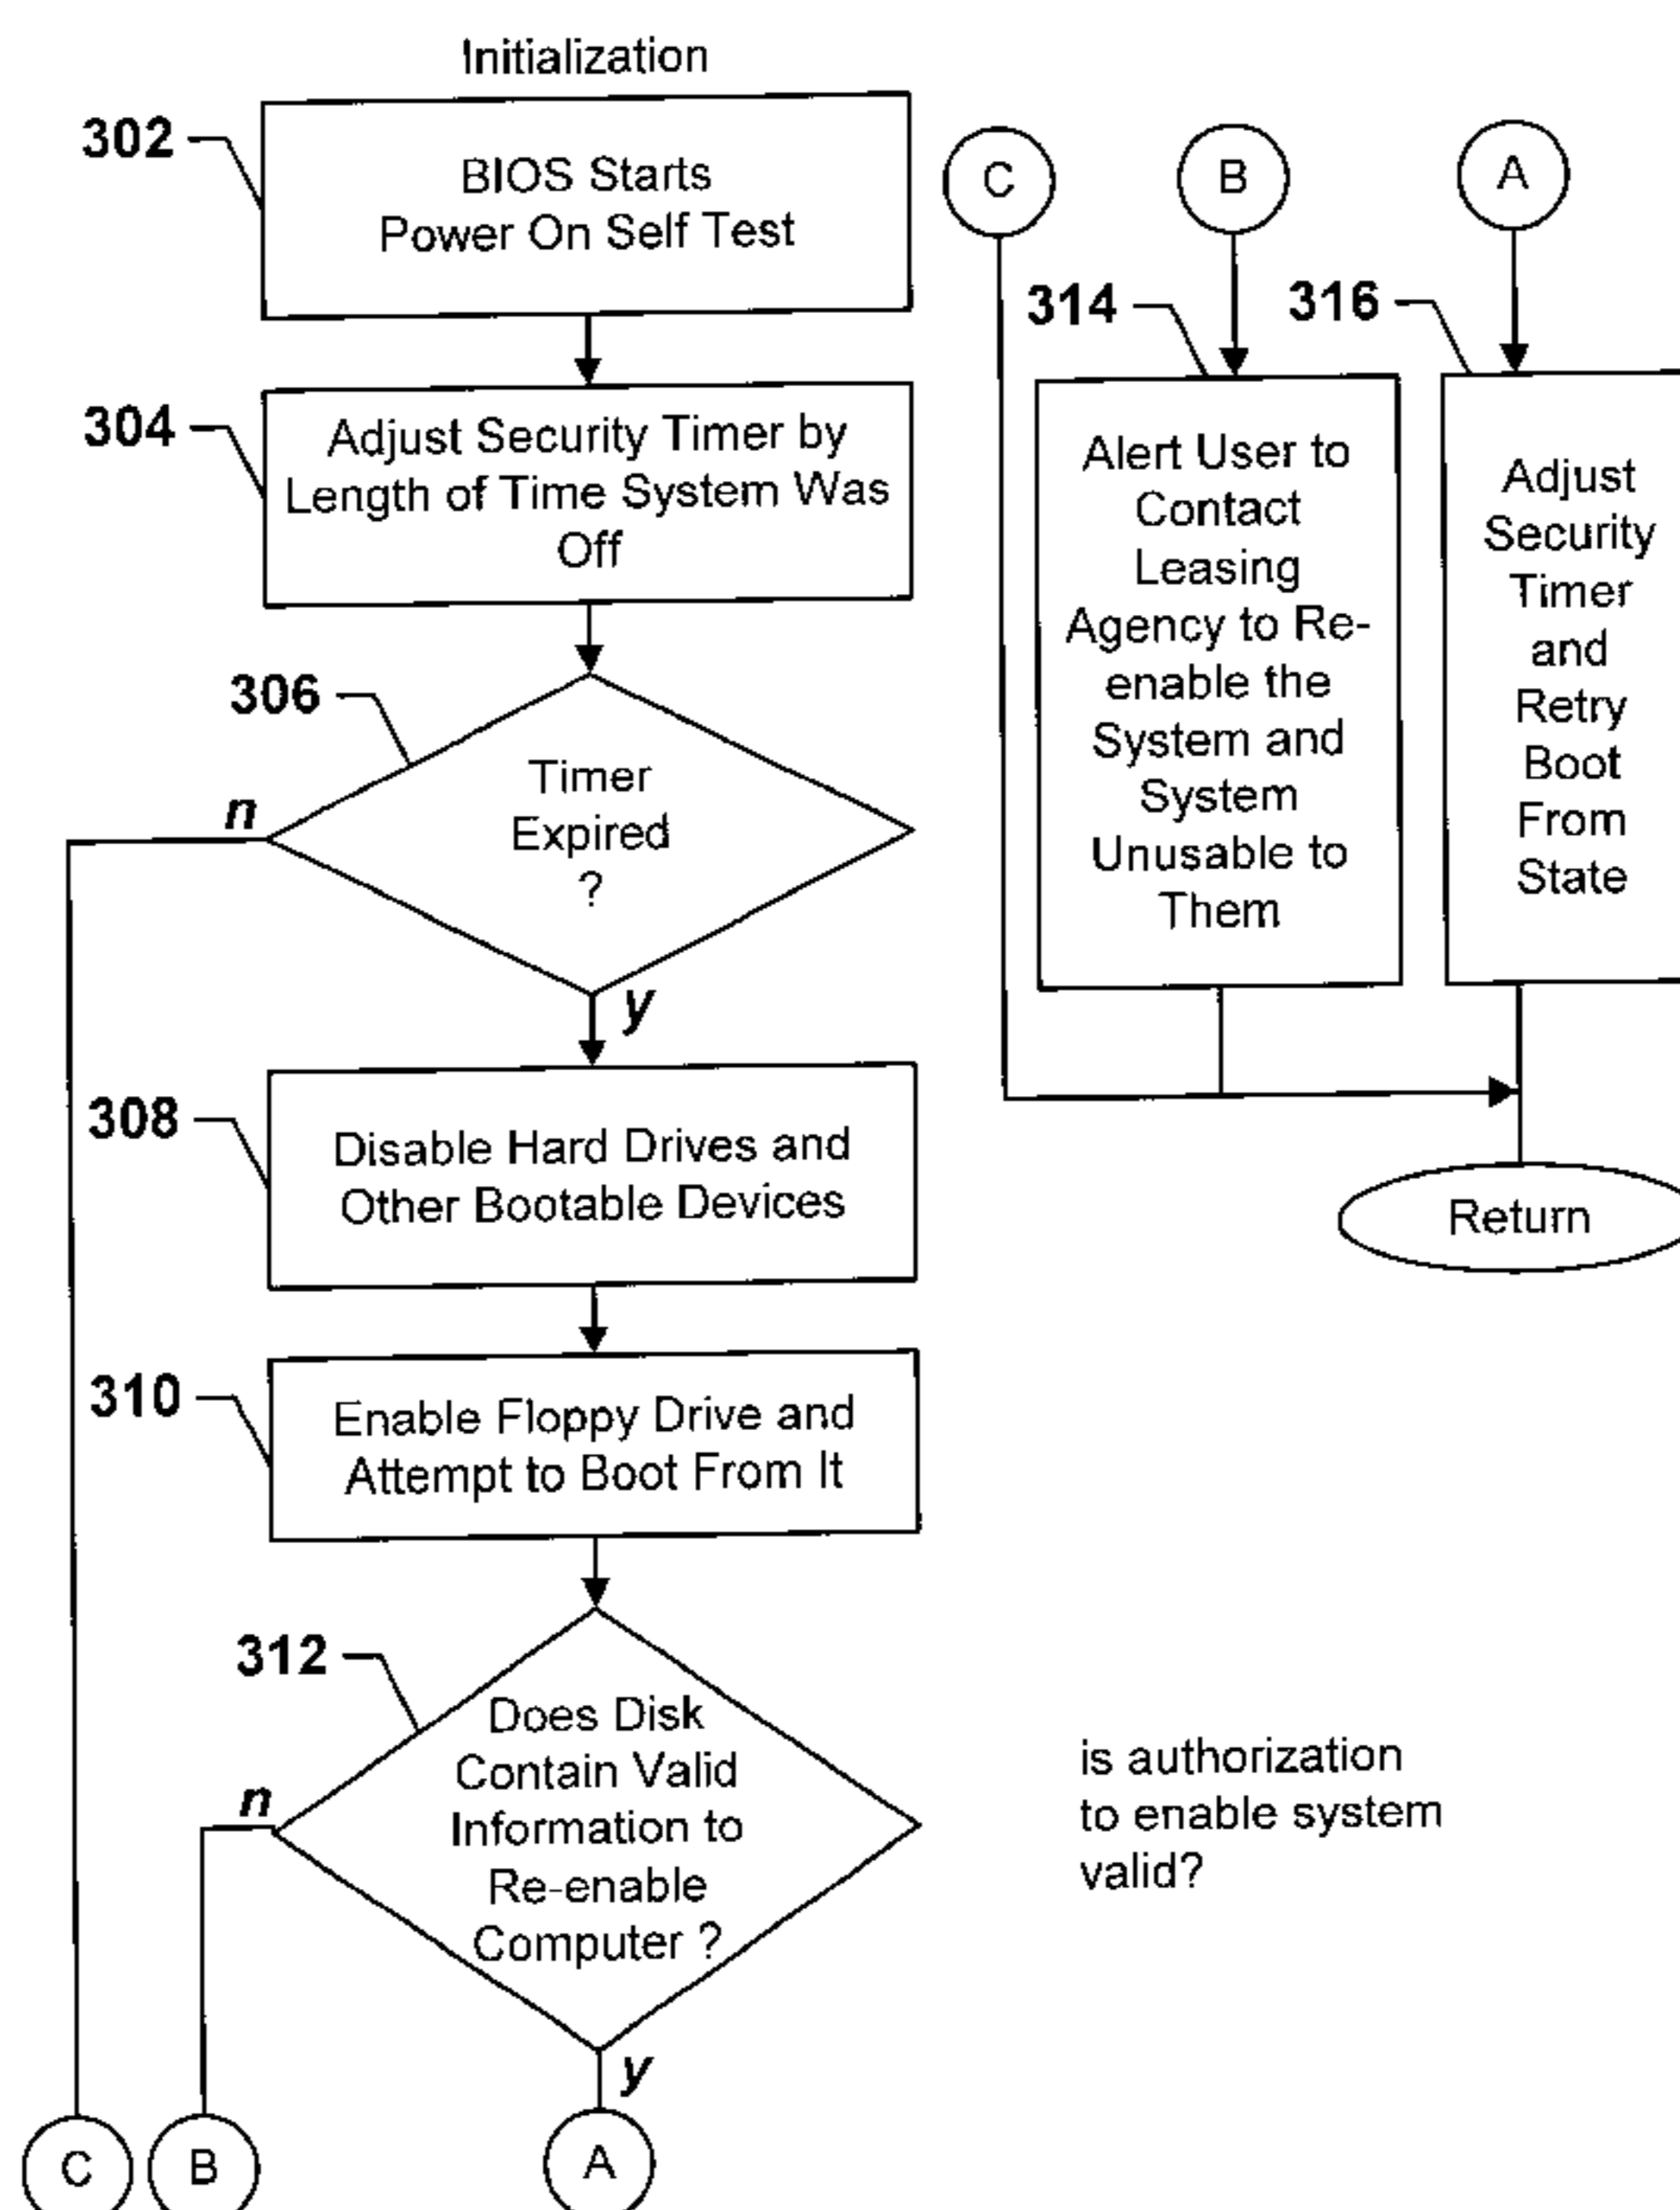 Initialization
302
BIOS Starts
Power On Self Test
304
Adjust Security Timer by
Length of Time System Was
Off
306
Timer
Expired
?
n
y
308
Disable Hard Drives and
Other Bootable Devices
310
Enable Floppy Drive and
Attempt to Boot From It
312
Does Disk
Contain Valid
Information to
Re-enable
Computer ?
n
y
C
B
A
C
B
A
314
Alert User to
Contact
Leasing
Agency to Re-
enable the
System and
System
Unusable to
Them
316
Adjust
Security
Timer
and
Retry
Boot
From
State
Return
is authorization
to enable system
valid?